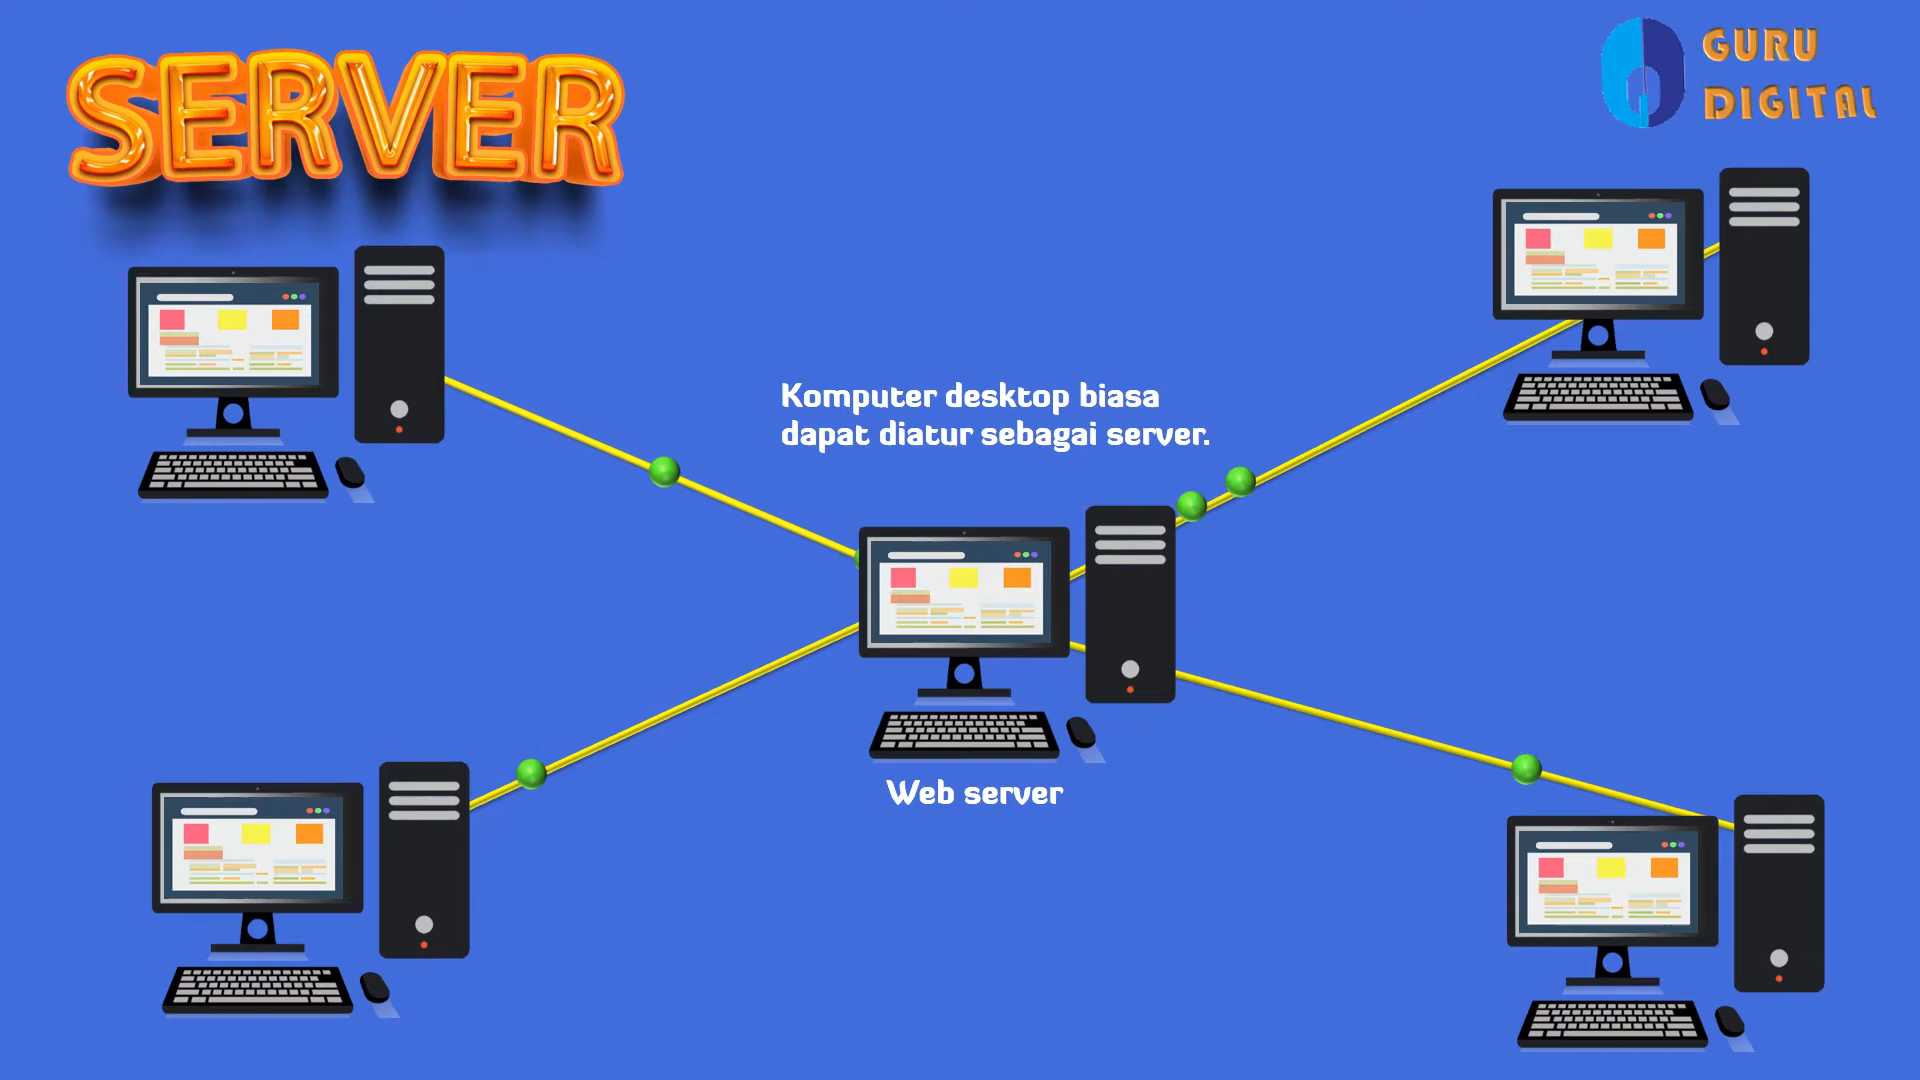 SERVER
GURU
DIGITAL
Komputer desktop biasa
dapat diatur sebagai server.
Web server